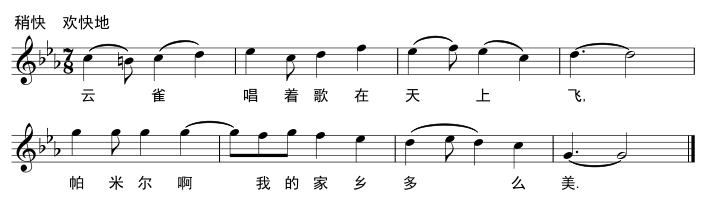 稍快 欢快地
云 雀 唱 着 歌 在 天 上 飞,
帕 米 尔 啊 我 的 家 乡 多 么 美.